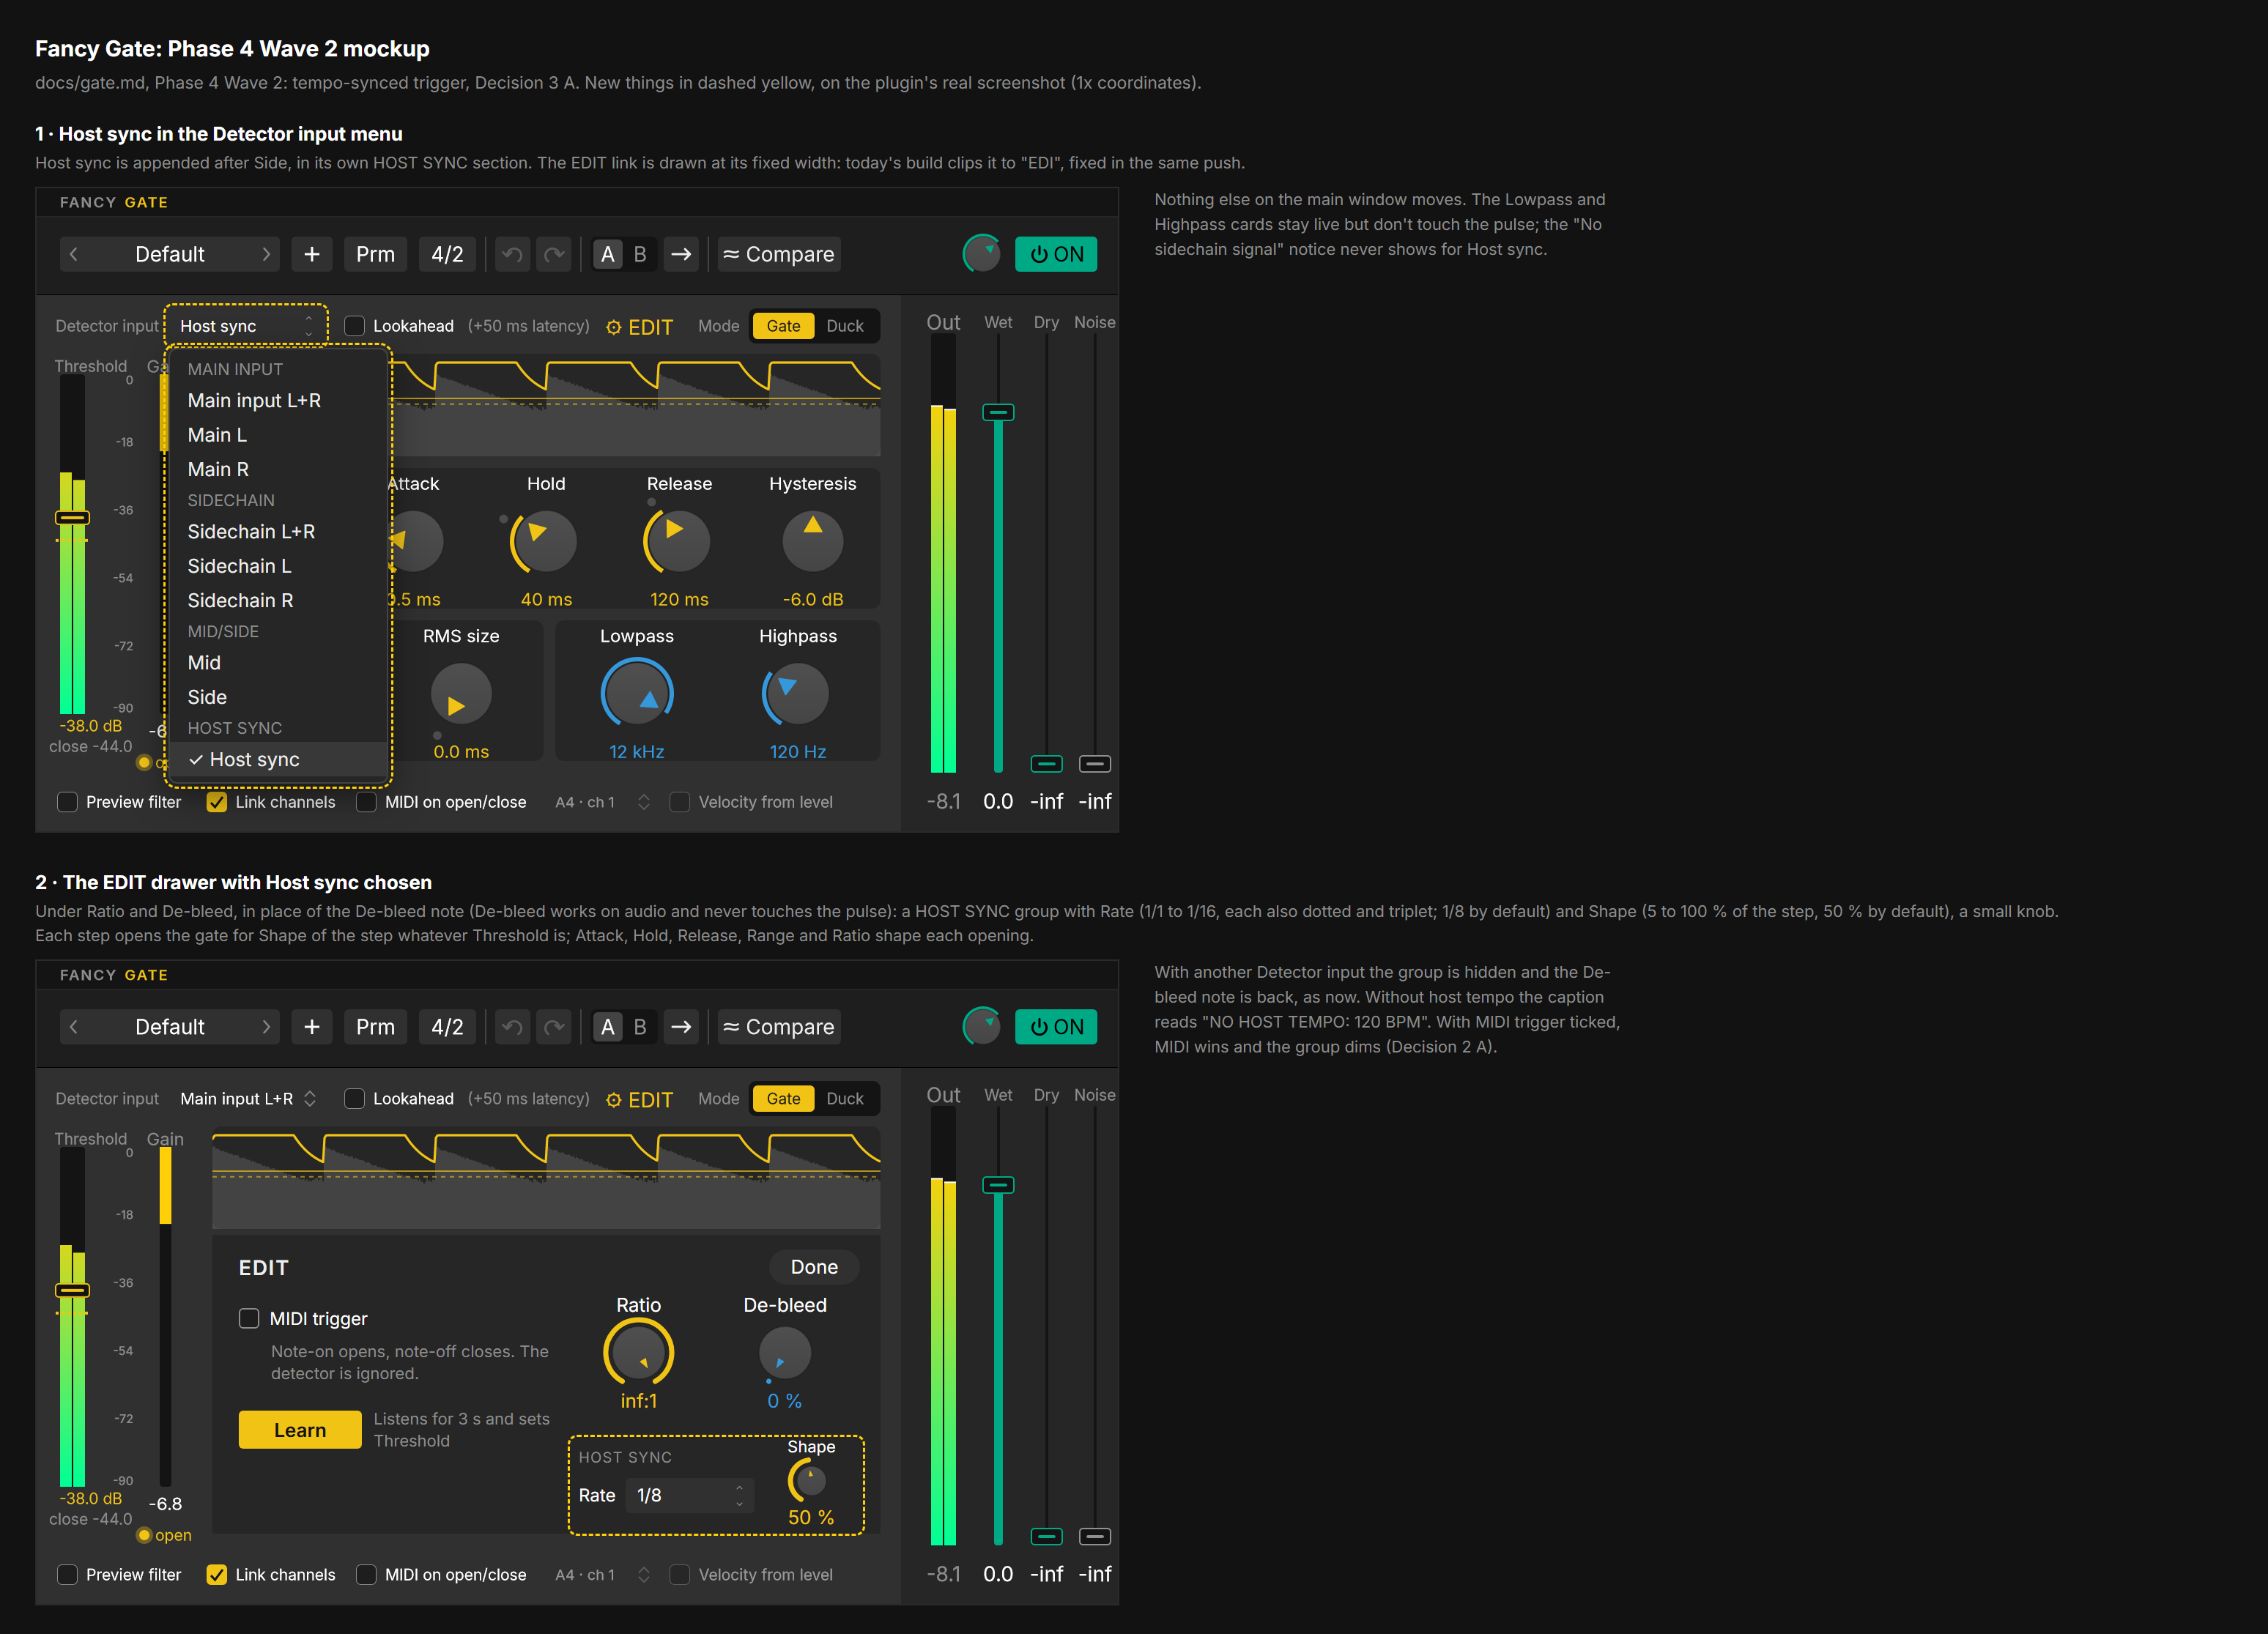 Fancy Gate: Phase 4 Wave 2 mockup
docs/gate.md, Phase 4 Wave 2: tempo-synced trigger, Decision 3 A. New things in dashed yellow, on the plugin's real screenshot (1x coordinates).
1 · Host sync in the Detector input menu
Host sync is appended after Side, in its own HOST SYNC section. The EDIT link is drawn at its fixed width: today's build clips it to "EDI", fixed in the same push.
FANCY GATE
Default + Prm 4/2 A B → ≈ Compare ON
Nothing else on the main window moves. The Lowpass and
Highpass cards stay live but don't touch the pulse; the "No
sidechain signal" notice never shows for Host sync.
Detector input Host sync Lookahead (+50 ms latency) EDIT Mode Gate Duck
Out Wet Dry Noise
Threshold Ga
0
-18
-36
-54
-72
-90
MAIN INPUT
Main input L+R
Main L
Main R
SIDECHAIN
Sidechain L+R
Sidechain L
Sidechain R
MID/SIDE
Mid
Side
HOST SYNC
✓ Host sync
Attack Hold Release Hysteresis
0.5 ms 40 ms 120 ms -6.0 dB
RMS size Lowpass Highpass
0.0 ms 12 kHz 120 Hz
-38.0 dB -6
close -44.0
Preview filter Link channels MIDI on open/close A4 · ch 1 Velocity from level
-8.1 0.0 -inf -inf
2 · The EDIT drawer with Host sync chosen
Under Ratio and De-bleed, in place of the De-bleed note (De-bleed works on audio and never touches the pulse): a HOST SYNC group with Rate (1/1 to 1/16, each also dotted and triplet; 1/8 by default) and Shape (5 to 100 % of the step, 50 % by default), a small knob.
Each step opens the gate for Shape of the step whatever Threshold is; Attack, Hold, Release, Range and Ratio shape each opening.
FANCY GATE
Default + Prm 4/2 A B → ≈ Compare ON
With another Detector input the group is hidden and the De-
bleed note is back, as now. Without host tempo the caption
reads "NO HOST TEMPO: 120 BPM". With MIDI trigger ticked,
MIDI wins and the group dims (Decision 2 A).
Detector input Main input L+R Lookahead (+50 ms latency) EDIT Mode Gate Duck
Out Wet Dry Noise
Threshold Gain
0
-18
-36
-54
-72
-90
EDIT Done
MIDI trigger
Note-on opens, note-off closes. The
detector is ignored.
Learn
Listens for 3 s and sets
Threshold
Ratio De-bleed
inf:1 0 %
HOST SYNC Shape
Rate 1/8
50 %
-38.0 dB -6.8
close -44.0
open
Preview filter Link channels MIDI on open/close A4 · ch 1 Velocity from level
-8.1 0.0 -inf -inf